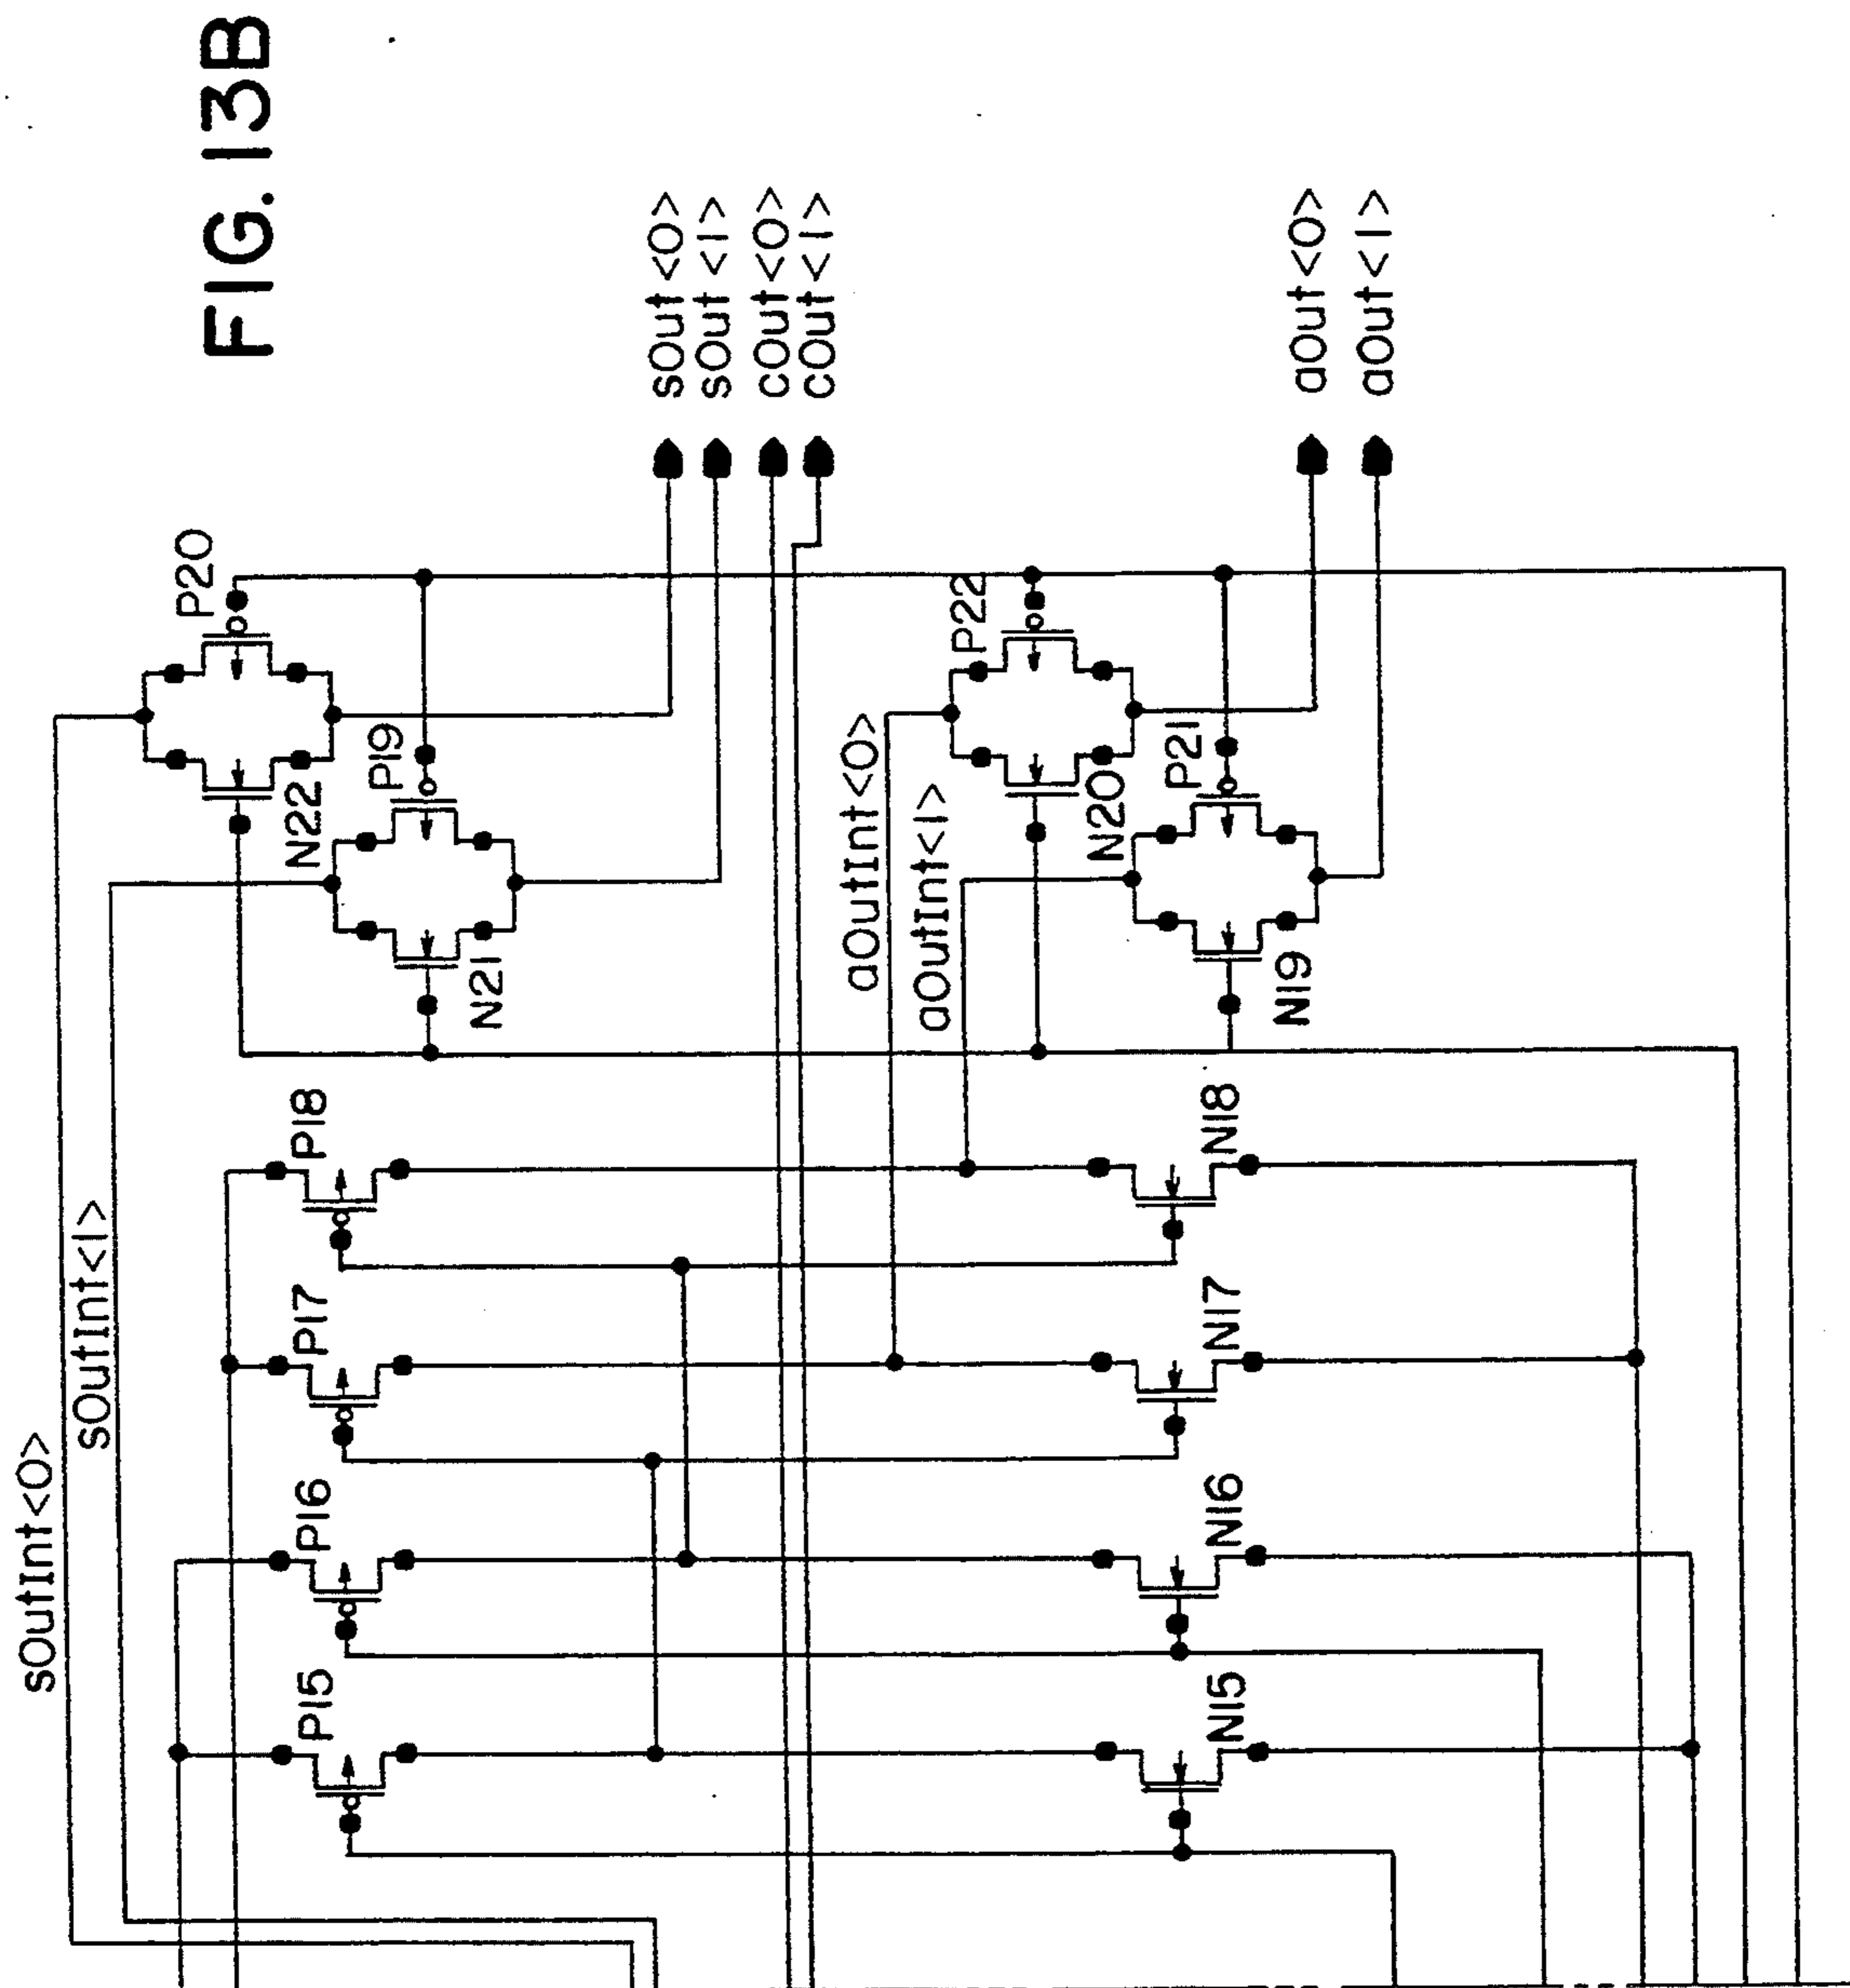 FIG. 13B
sOutInt<0>
sOutInt<1>
P15
P16
P17
P18
P20
N22
P19
N21
sOut<0>
sOut<1>
cOut<0>
cOut<1>
aOutInt<0>
aOutInt<1>
P22
N20
P21
N19
aOut<0>
aOut<1>
N15
N16
N17
N18